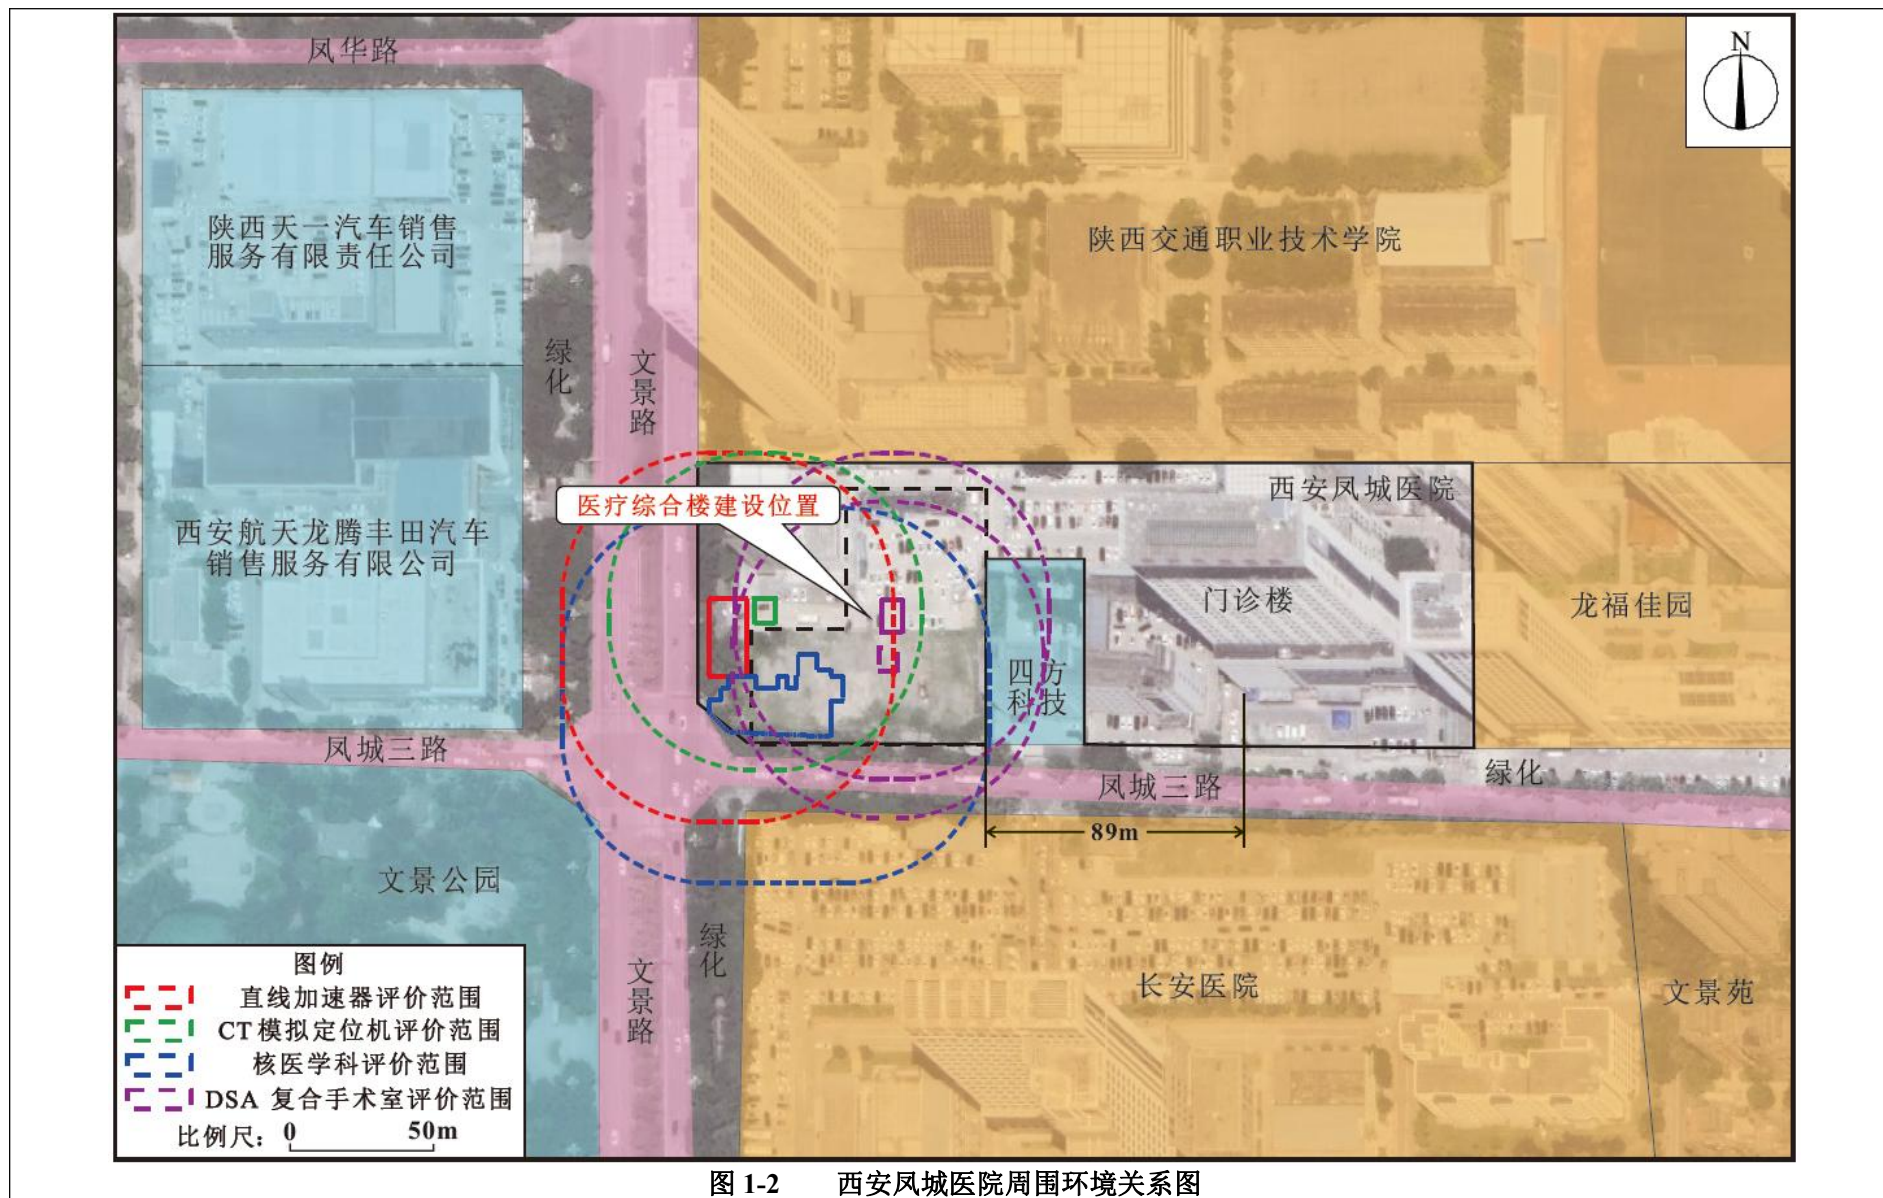 凤华路
N
陕西天一汽车销售
服务有限责任公司
陕西交通职业技术学院
绿化
文景路
西安航天龙腾丰田汽车
销售服务有限公司
医疗综合楼建设位置
西安凤城医院
门诊楼
龙福佳园
四方
科技
凤城三路
凤城三路
绿化
89m
文景公园
绿化
文景路
长安医院
文景苑
图例
直线加速器评价范围
CT模拟定位机评价范围
核医学科评价范围
DSA 复合手术室评价范围
比例尺：0 50m
图 1-2 西安凤城医院周围环境关系图